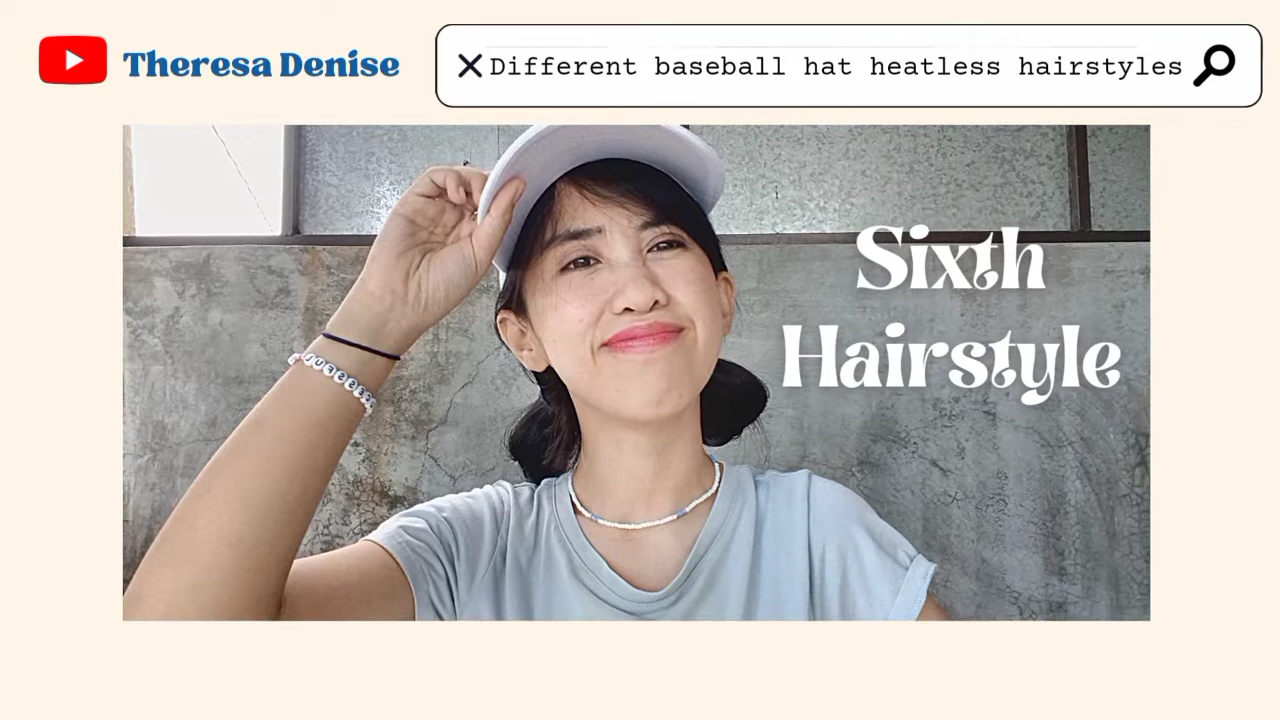 Theresa Denise
Different baseball hat heatless hairstyles
Sixth
Hairstyle